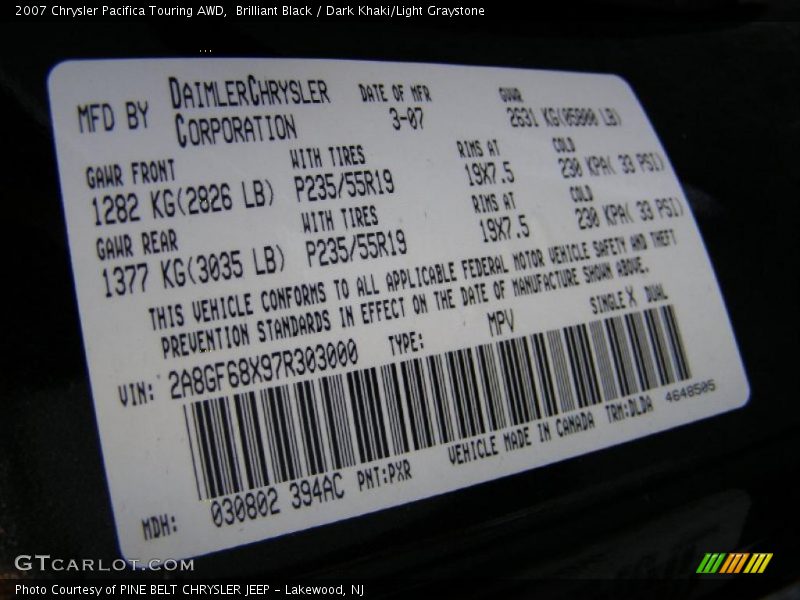 2007 Chrysler Pacifica Touring AWD,  Brilliant Black / Dark Khaki/Light Graystone
MFD BY DAIMLERCHRYSLER CORPORATION DATE OF MFR 3-07 GVWR 2631 KG(05800 LB)
GAWR FRONT WITH TIRES RIMS AT COLD
1282 KG(2826 LB) P235/55R19 19X7.5 230 KPA( 33 PSI)
GAWR REAR WITH TIRES RIMS AT COLD
1377 KG(3035 LB) P235/55R19 19X7.5 230 KPA( 33 PSI)
THIS VEHICLE CONFORMS TO ALL APPLICABLE FEDERAL MOTOR VEHICLE SAFETY AND THEFT
PREVENTION STANDARDS IN EFFECT ON THE DATE OF MANUFACTURE SHOWN ABOVE.
VIN: 2A8GF68X97R303000 TYPE: MPV SINGLE X DUAL
MDH: 030802 394AC PNT:PXR VEHICLE MADE IN CANADA TRM:DLDA 4648505
GTCARLOT.COM
Photo Courtesy of PINE BELT CHRYSLER JEEP - Lakewood, NJ